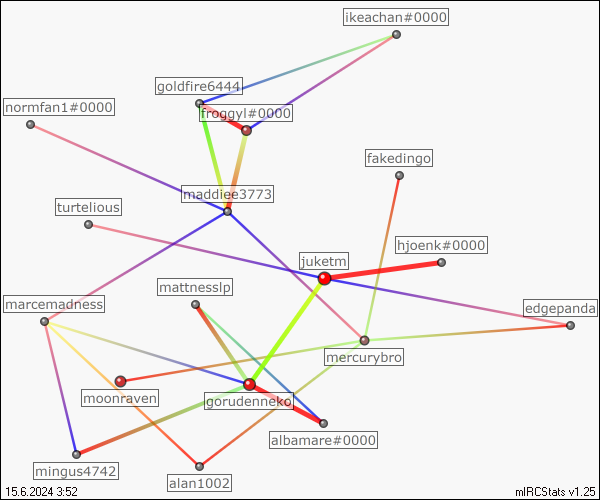 ikeachan#0000
goldfire6444
normfan1#0000
froggyl#0000
fakedingo
maddiee3773
turtelious
hjoenk#0000
juketm
mattnesslp
marcemadness
edgepanda
mercurybro
moonraven
gorudenneko
albamare#0000
mingus4742
alan1002
15.6.2024 3:52
mIRCStats v1.25